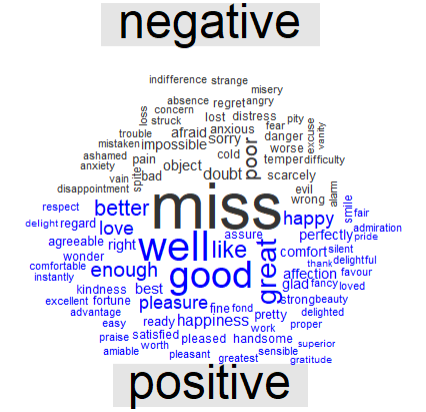 negative
indifference strange
misery
absence regret angry
loss concern lost distress pity
struck fear excuse vanity
trouble afraid anxious danger
mistaken impossible sorry poor worse
ashamed pain object cold temper difficulty
anxiety bad doubt scarcely
vain spite evil
disappointment miss wrong alarm
respect better happy smile fair
delight regard love assure perfectly admiration
agreeable right well like great pride
wonder comfort silent
comfortable enough good thank delightful
instantly affection favour
kindness best glad fancy loved
excellent fortune pleasure strong beauty
advantage fine fond pretty delighted
easy ready happiness work proper
praise satisfied pleased handsome superior
amiable worth pleasant greatest sensible gratitude
positive